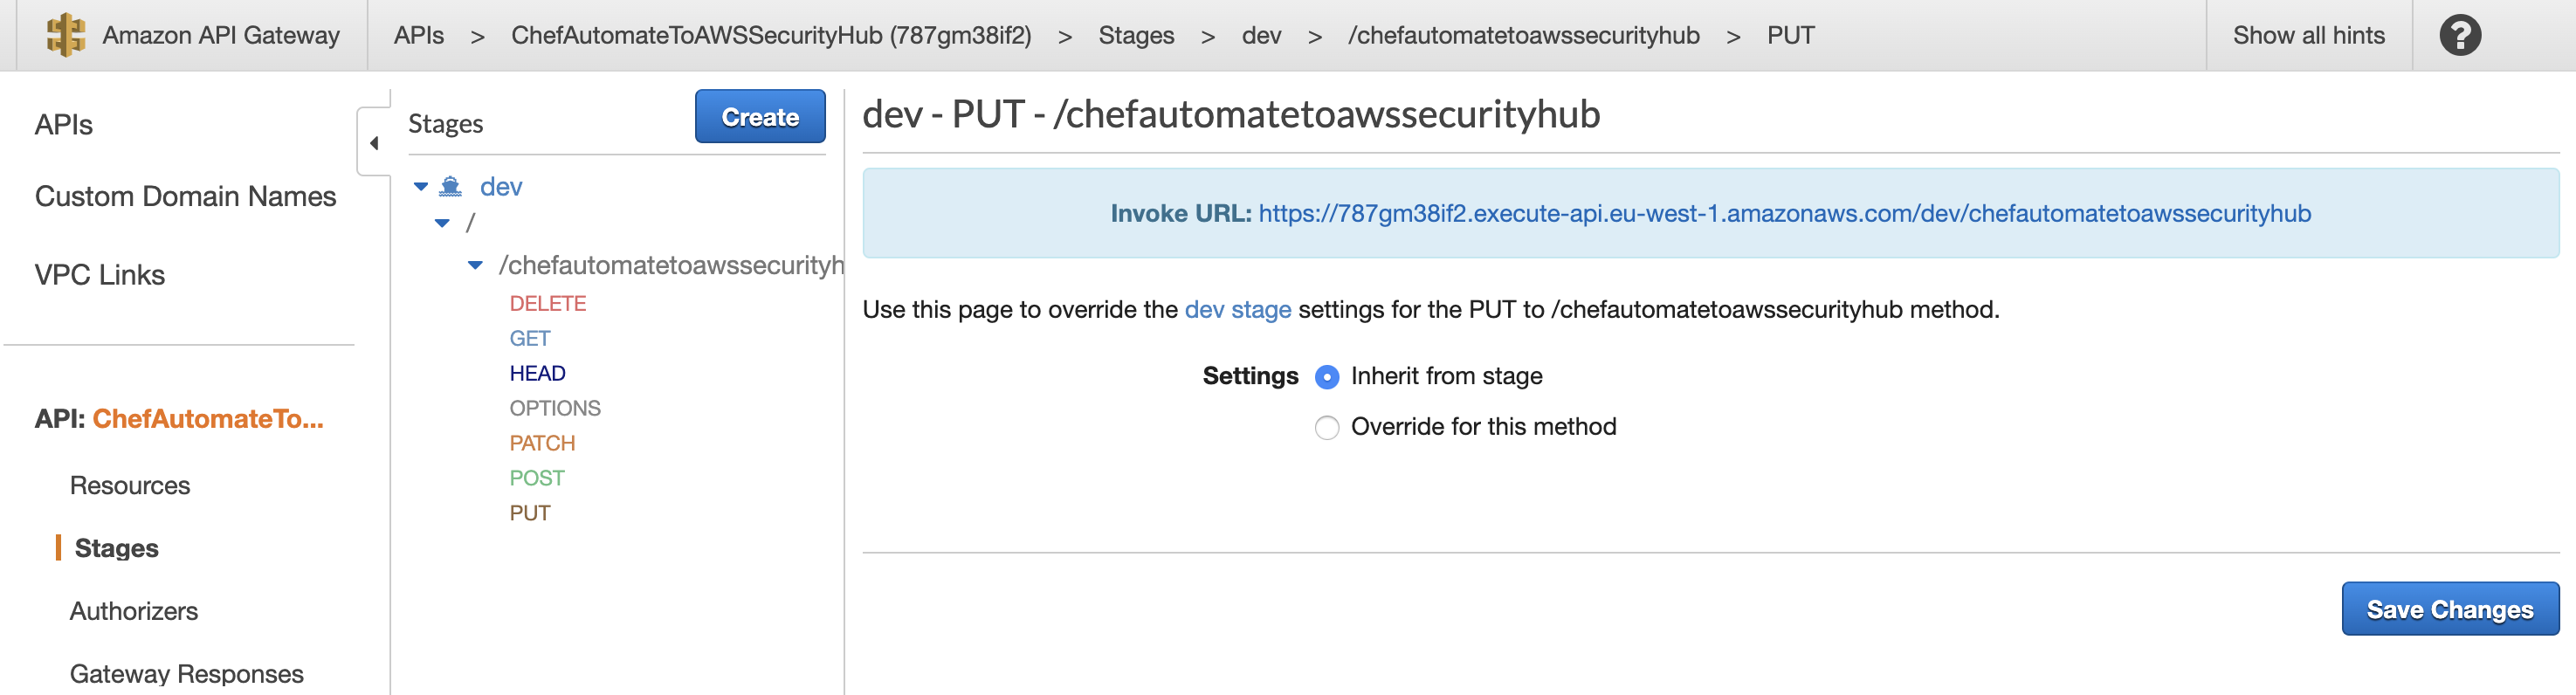 Amazon API Gateway APIs > ChefAutomateToAWSSecurityHub (787gm38if2) > Stages > dev > /chefautomatetoawssecurityhub > PUT Show all hints ?
APIs
Custom Domain Names
VPC Links
API: ChefAutomateTo...
Resources
Stages
Authorizers
Gateway Responses
Stages Create
dev
/
/chefautomatetoawssecurityh
DELETE
GET
HEAD
OPTIONS
PATCH
POST
PUT
dev - PUT - /chefautomatetoawssecurityhub
Invoke URL: https://787gm38if2.execute-api.eu-west-1.amazonaws.com/dev/chefautomatetoawssecurityhub
Use this page to override the dev stage settings for the PUT to /chefautomatetoawssecurityhub method.
Settings Inherit from stage
Override for this method
Save Changes